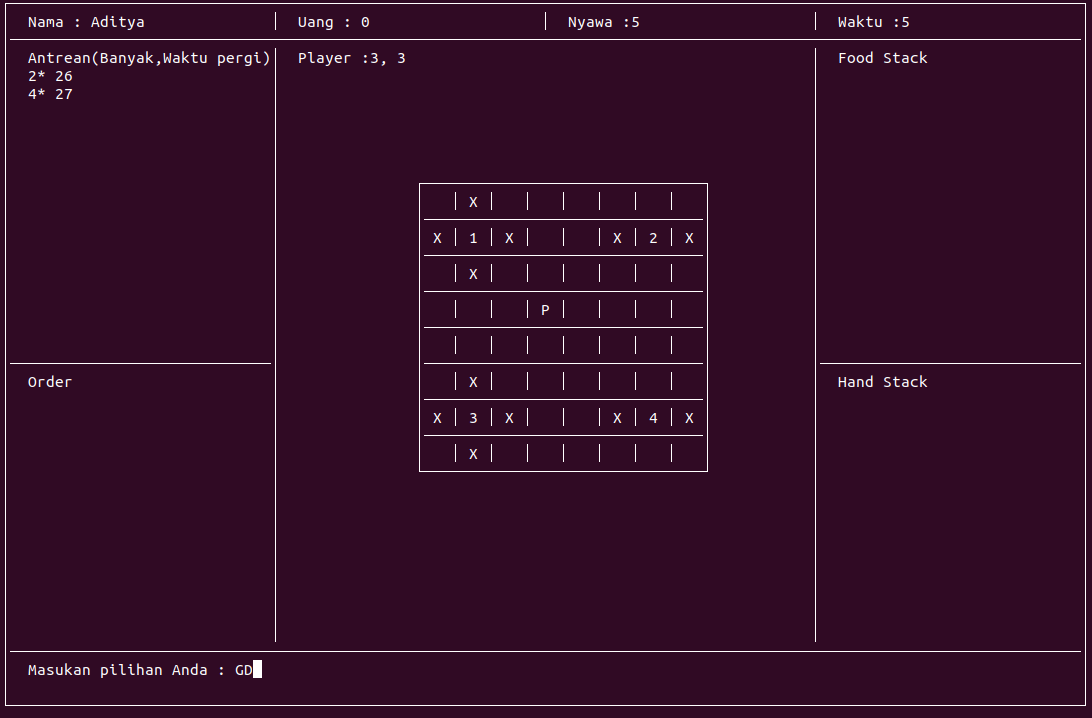 Nama : Aditya Uang : 0 Nyawa :5 Waktu :5
Antrean(Banyak,Waktu pergi)
2* 26
4* 27
Player :3, 3
X
X 1 X X 2 X
X
P
X
X 3 X X 4 X
X
Food Stack
Order
Hand Stack
Masukan pilihan Anda : GD